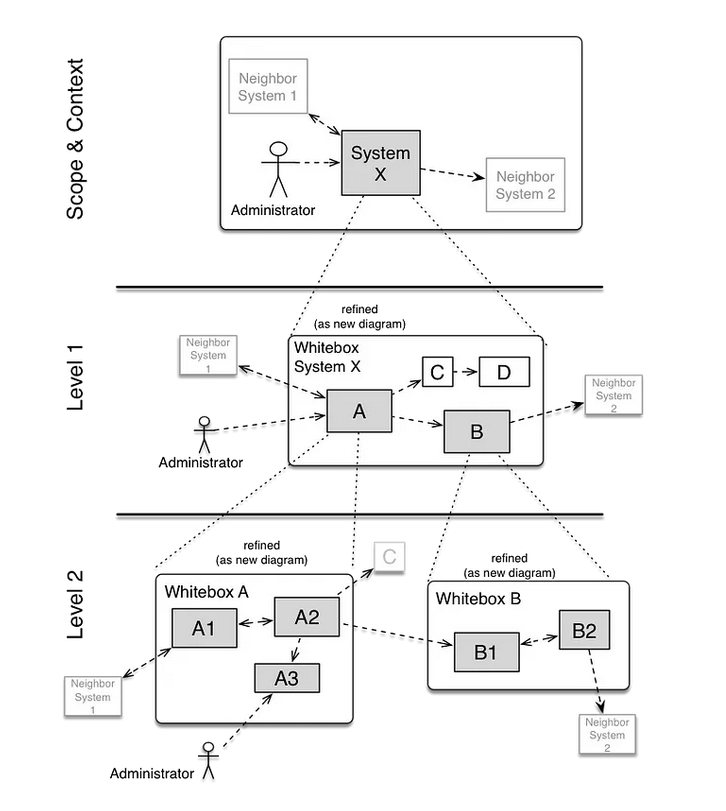 Scope & Context
Neighbor
System 1
System
X
Administrator
Neighbor
System 2
Level 1
refined
(as new diagram)
Neighbor
System
1
Whitebox
System X
C
D
A
B
Neighbor
System
2
Administrator
Level 2
refined
(as new diagram)
C
refined
(as new diagram)
Whitebox A
A1
A2
A3
Whitebox B
B1
B2
Neighbor
System
1
Neighbor
System
2
Administrator